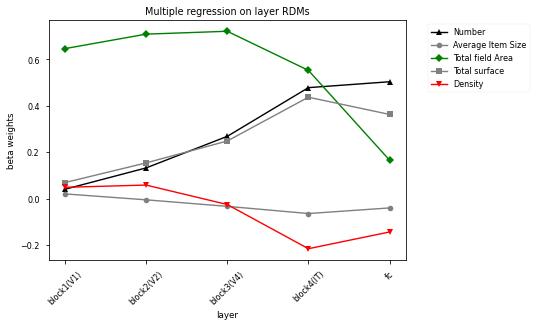 Multiple regression on layer RDMs
Number
Average Item Size
Total field Area
Total surface
Density
beta weights
0.6
0.4
0.2
0.0
−0.2
block1(V1)
block2(V2)
block3(V4)
block4(IT)
fc
layer